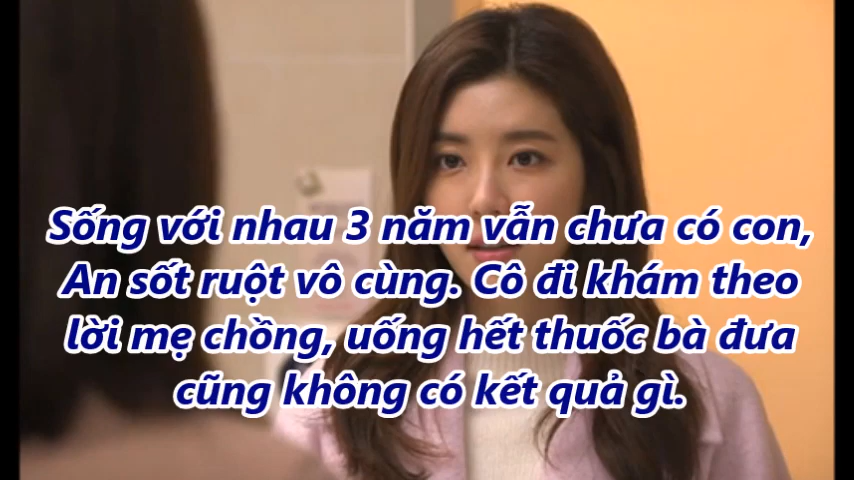 Sống với nhau 3 năm vẫn chưa có con,
An sốt ruột vô cùng. Cô đi khám theo
lời mẹ chồng, uống hết thuốc bà đưa
cũng không có kết quả gì.